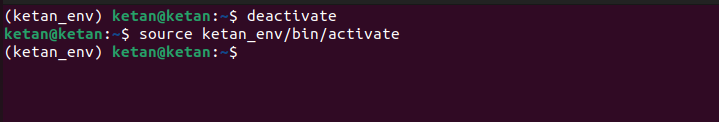 (ketan_env) ketan@ketan:~$ deactivate
ketan@ketan:~$ source ketan_env/bin/activate
(ketan_env) ketan@ketan:~$